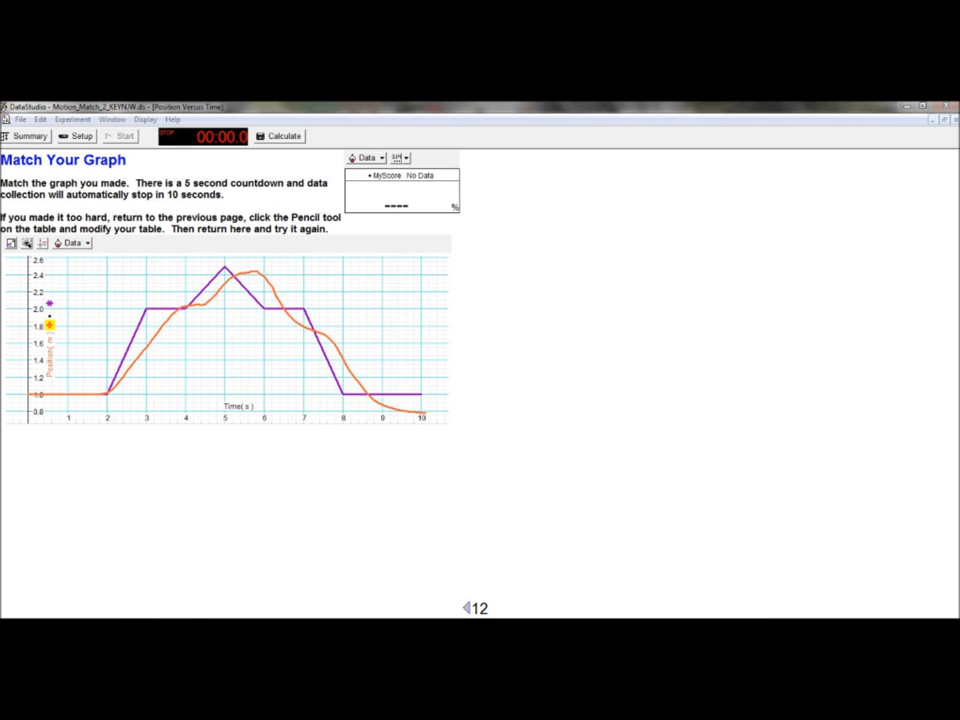 DataStudio - Motion_Match_2_KEYNJW.ds - [Position Versus Time]
File Edit Experiment Window Display Help
Summary Setup Start STOP 00:00.0 Calculate
Match Your Graph
Data
Match the graph you made. There is a 5 second countdown and data
collection will automatically stop in 10 seconds.
MyScore No Data
---- %
If you made it too hard, return to the previous page, click the Pencil tool
on the table and modify your table. Then return here and try it again.
Data
2.6
2.4
2.2
2.0
1.8
1.6
1.4
1.2
1.0
0.8
Position( m )
Time( s )
1 2 3 4 5 6 7 8 9 10
12